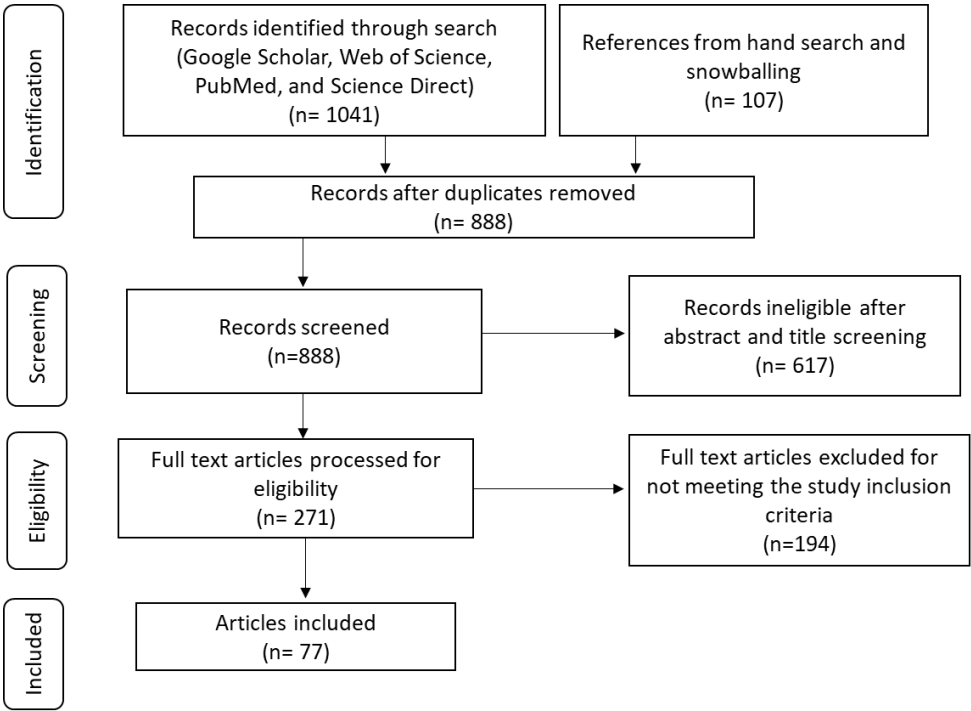 Identification
Records identified through search
(Google Scholar, Web of Science,
PubMed, and Science Direct)
(n= 1041)
References from hand search and
snowballing
(n= 107)
Records after duplicates removed
(n= 888)
Screening
Records screened
(n=888)
Records ineligible after
abstract and title screening
(n= 617)
Eligibility
Full text articles processed for
eligibility
(n= 271)
Full text articles excluded for
not meeting the study inclusion
criteria
(n=194)
Included
Articles included
(n= 77)